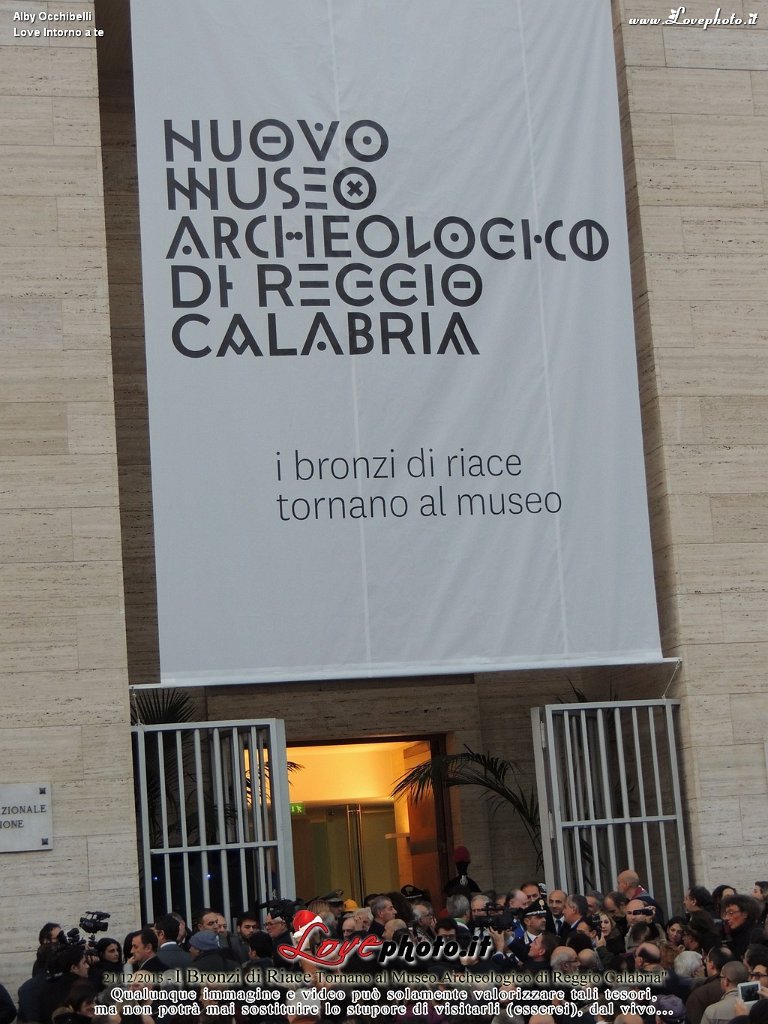 Alby Occhibelli
Love Intorno a te
www.Lovephoto.it
NUOVO
MUSEO
ARCHEOLOGICO
DI REGGIO
CALABRIA
i bronzi di riace
tornano al museo
ZIONALE
IONE
Lovephoto.it
21 12 2013 - I Bronzi di Riace Tornano al Museo Archeologico di Reggio Calabria"
Qualunque immagine e video può solamente valorizzare tali tesori,
ma non potrà mai sostituire lo stupore di visitarli (esserci), dal vivo...